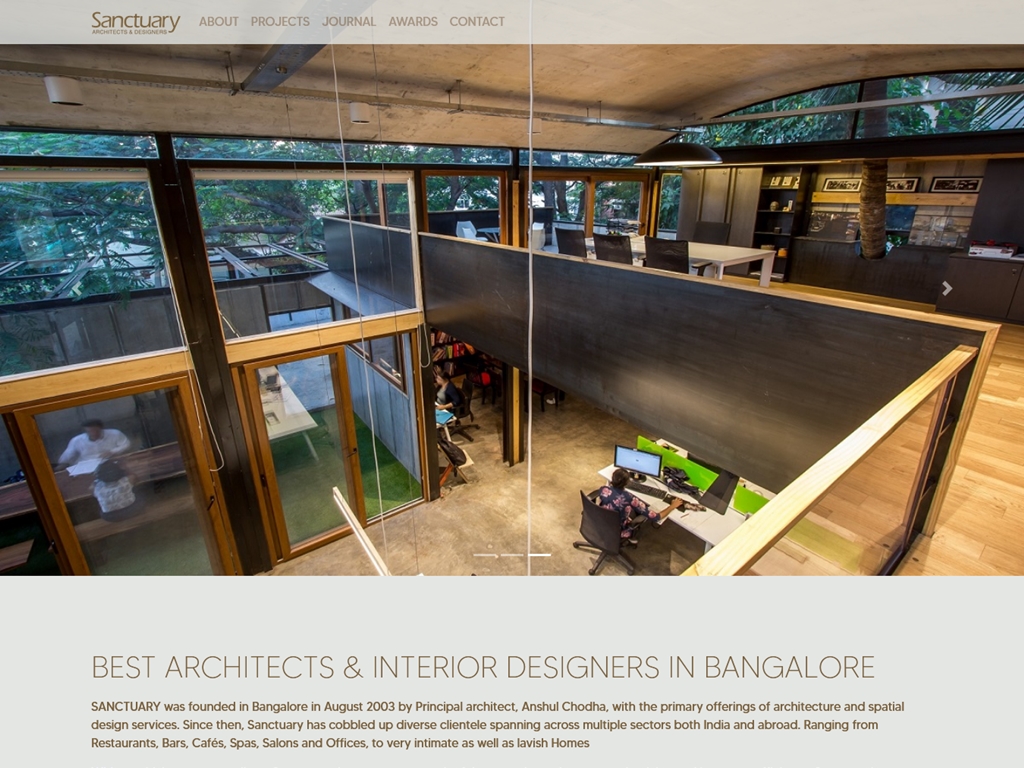 Sanctuary ABOUT PROJECTS JOURNAL AWARDS CONTACT
ARCHITECTS & DESIGNERS
BEST ARCHITECTS & INTERIOR DESIGNERS IN BANGALORE
SANCTUARY was founded in Bangalore in August 2003 by Principal architect, Anshul Chodha, with the primary offerings of architecture and spatial
design services. Since then, Sanctuary has cobbled up diverse clientele spanning across multiple sectors both India and abroad. Ranging from
Restaurants, Bars, Cafés, Spas, Salons and Offices, to very intimate as well as lavish Homes